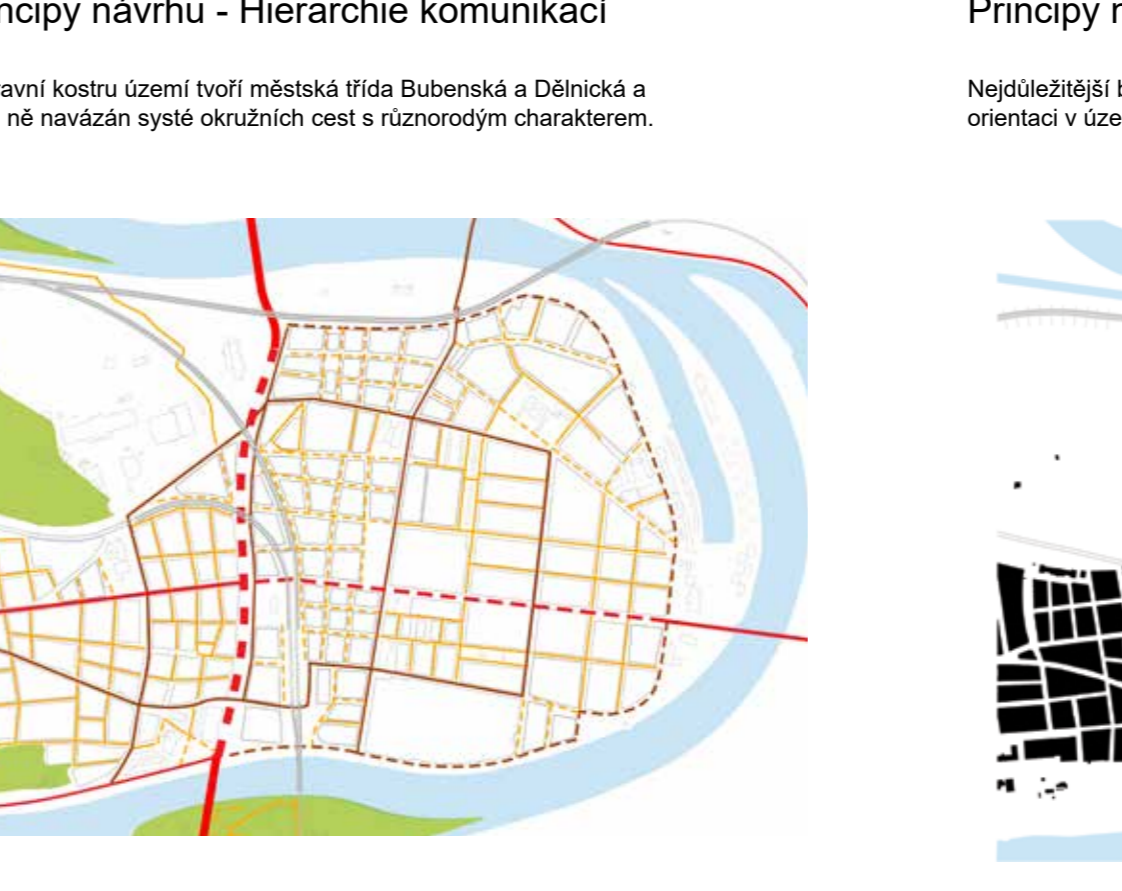 ncipy návrhu - Hierarchie komunikací
avní kostru území tvoří městská třída Bubenská a Dělnická a
ně navázán systé okružních cest s různorodým charakterem.
Principy
Nejdůležitější
orientaci v úze